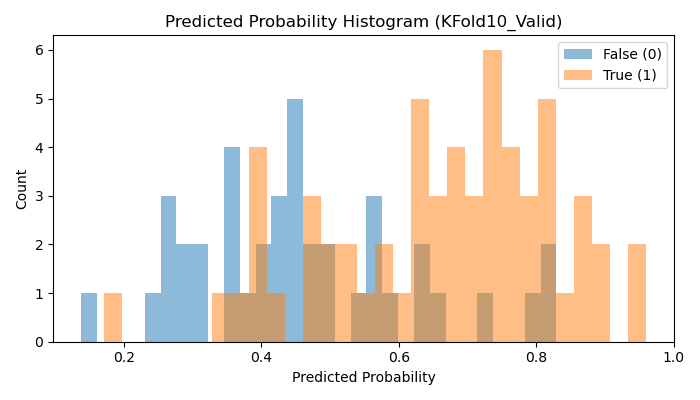 Predicted Probability Histogram (KFold10_Valid)
False (0)
True (1)
Count
6
5
4
3
2
1
0
0.2
0.4
0.6
0.8
1.0
Predicted Probability